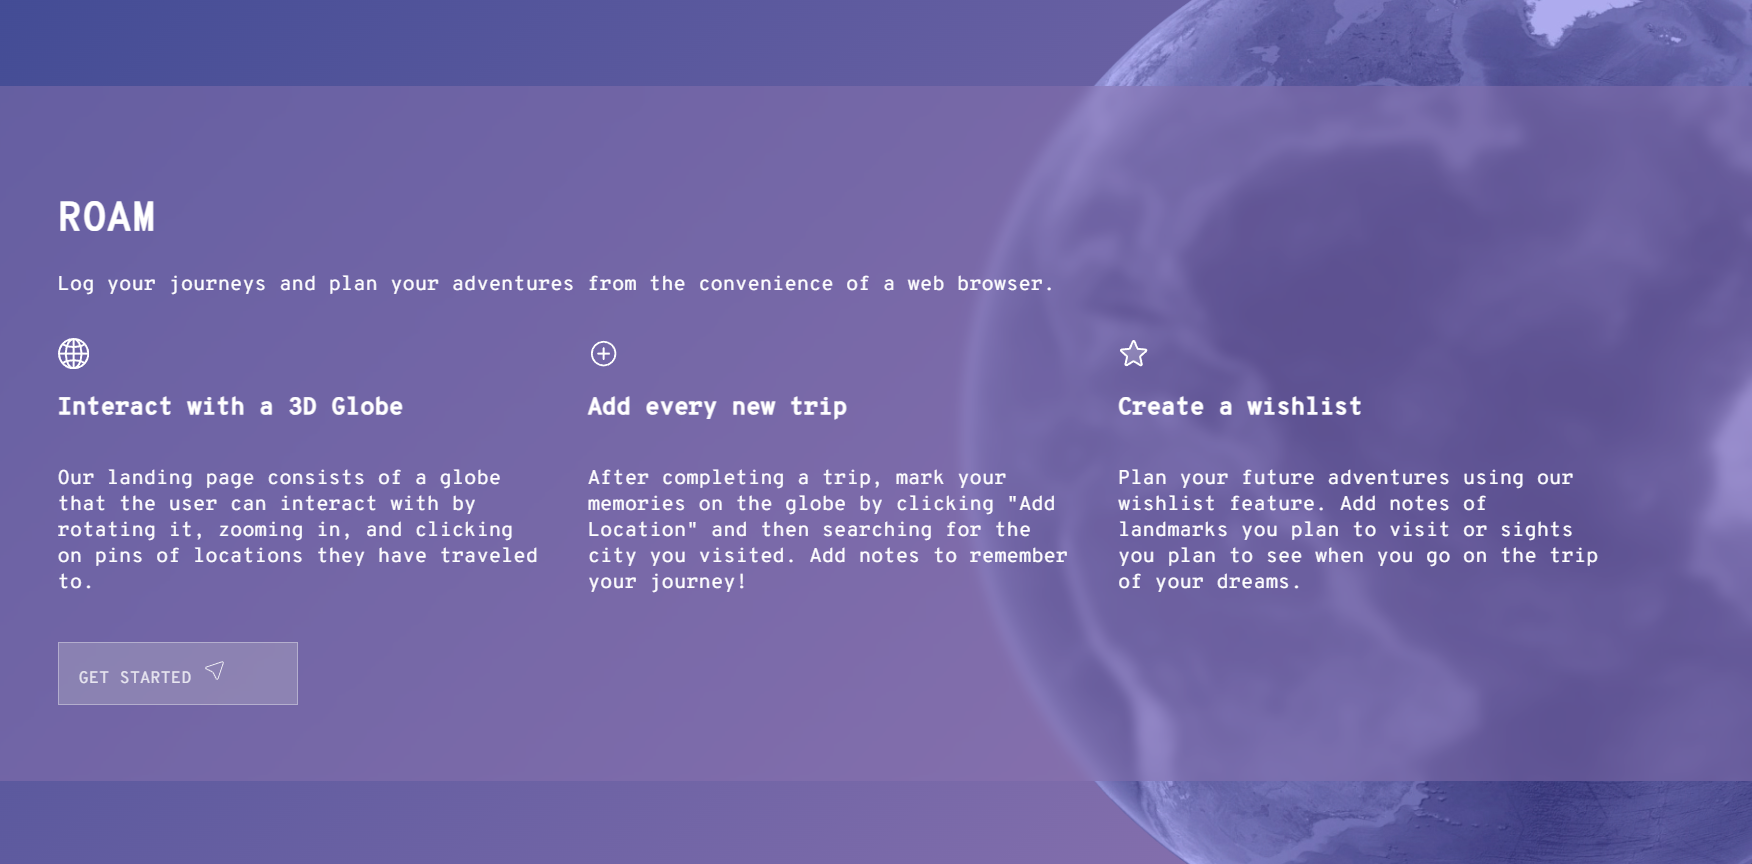 ROAM
Log your journeys and plan your adventures from the convenience of a web browser.
Interact with a 3D Globe
Our landing page consists of a globe
that the user can interact with by
rotating it, zooming in, and clicking
on pins of locations they have traveled
to.
Add every new trip
After completing a trip, mark your
memories on the globe by clicking "Add
Location" and then searching for the
city you visited. Add notes to remember
your journey!
Create a wishlist
Plan your future adventures using our
wishlist feature. Add notes of
landmarks you plan to visit or sights
you plan to see when you go on the trip
of your dreams.
GET STARTED